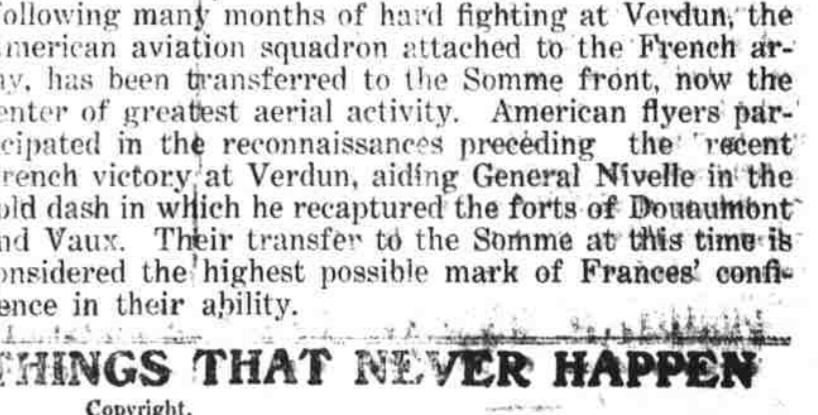 ollowing many months of hard fighting at Verdun, the
merican aviation squadron attached to the French ar-
y, has been transferred to the Somme front, now the
enter of greatest aerial activity. American flyers par-
cipated in the reconnaissances preceding the recent
rench victory at Verdun, aiding General Nivelle in the
old dash in which he recaptured the forts of Douaumont
nd Vaux. Their transfer to the Somme at this time is
onsidered the highest possible mark of Frances' confi-
ence in their ability.
THINGS THAT NEVER HAPPEN
Copyright.